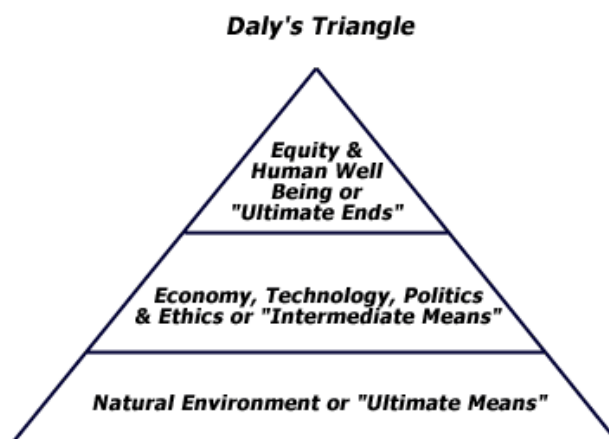 Daly's Triangle
Equity &
Human Well
Being or
"Ultimate Ends"
Economy, Technology, Politics
& Ethics or "Intermediate Means"
Natural Environment or "Ultimate Means"